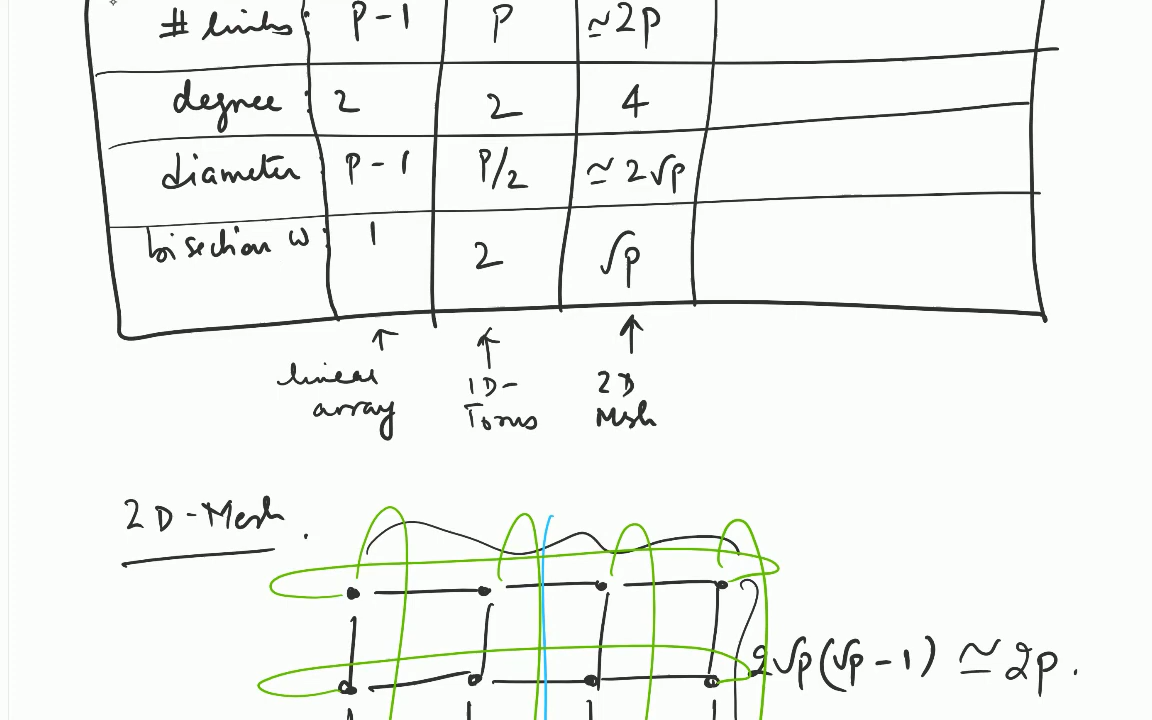 # links: P-1 P ≃2p
degree: 2 2 4
diameter P-1 P/2 ≃ 2√p
bisection w: 1 2 √p
linear array
1D- Torus
2D Mesh
2D-Mesh.
2√p(√p-1) ≃ 2p.